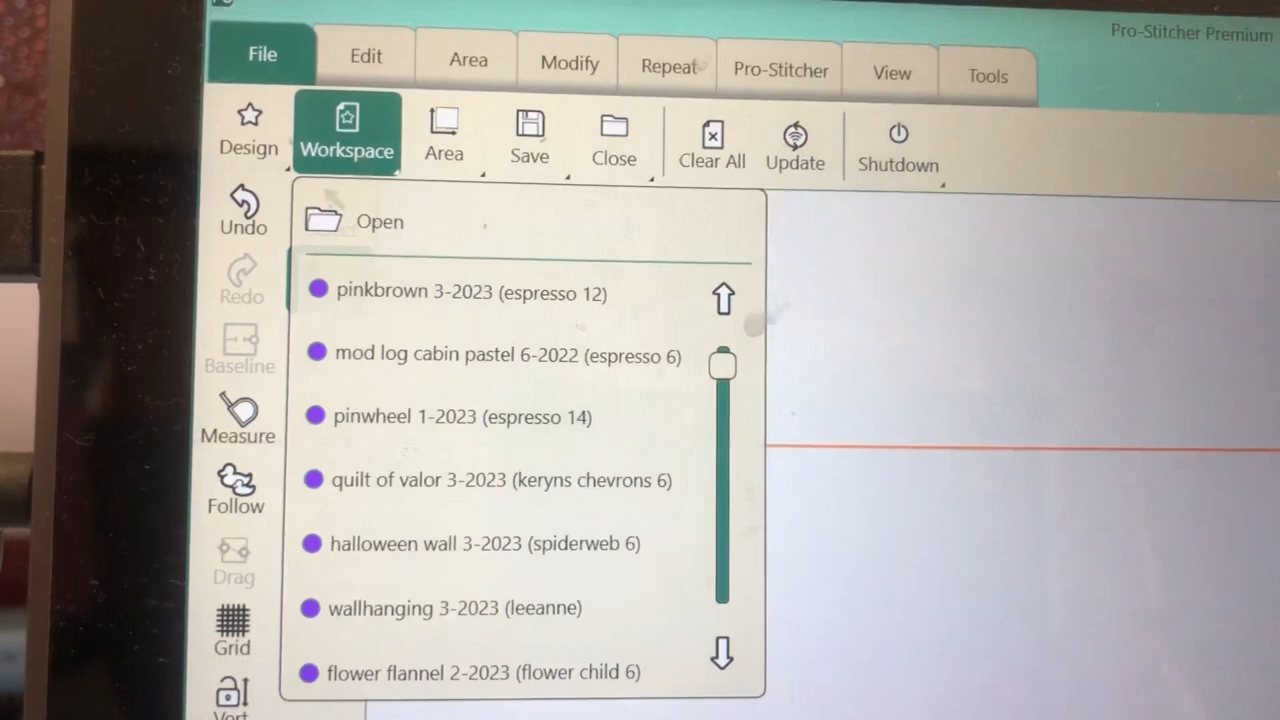 Pro-Stitcher Premium
File Edit Area Modify Repeat Pro-Stitcher View Tools
Design Workspace Area Save Close Clear All Update Shutdown
Undo
Open
Redo
pinkbrown 3-2023 (espresso 12)
Baseline
mod log cabin pastel 6-2022 (espresso 6)
Measure
pinwheel 1-2023 (espresso 14)
quilt of valor 3-2023 (keryns chevrons 6)
Follow
halloween wall 3-2023 (spiderweb 6)
Drag
wallhanging 3-2023 (leeanne)
Grid
flower flannel 2-2023 (flower child 6)
Vert